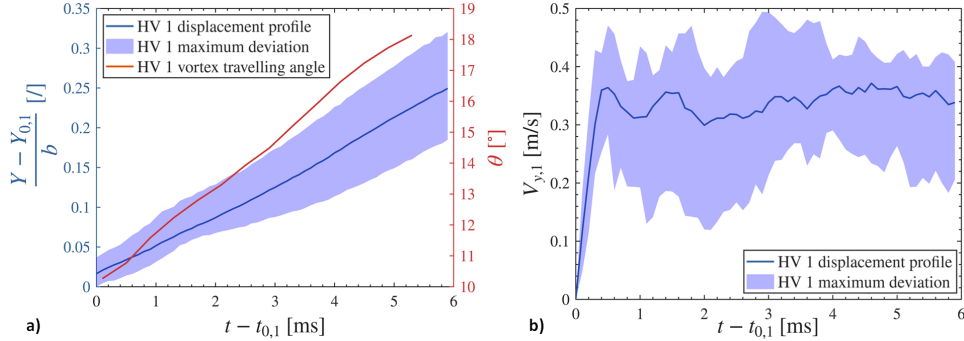 HV 1 displacement profile
HV 1 maximum deviation
HV 1 vortex travelling angle
0.35
0.3
0.25
0.2
0.15
0.1
0.05
0
Y − Y0,1 / b [/]
18
19
17
16
15
14
13
12
11
10
θ [°]
0 1 2 3 4 5 6
t − t0,1 [ms]
a)
0.5
0.4
0.3
0.2
0.1
0
Vy,1 [m/s]
HV 1 displacement profile
HV 1 maximum deviation
0 1 2 3 4 5 6
t − t0,1 [ms]
b)